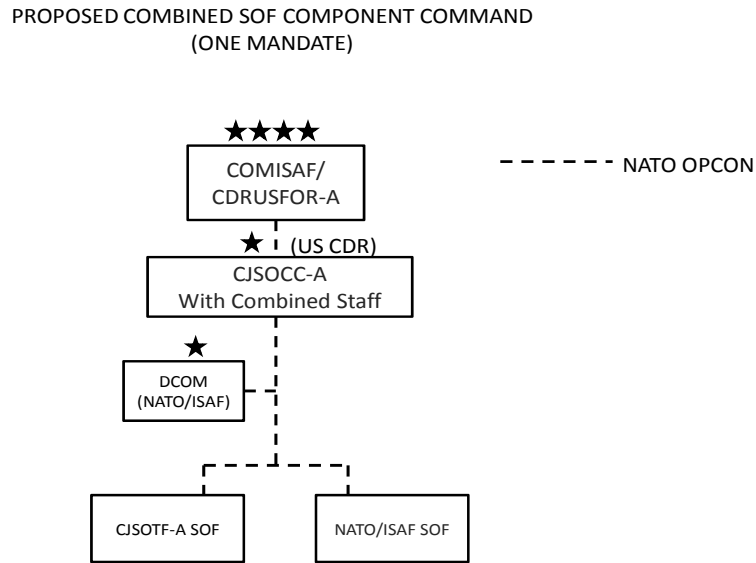 PROPOSED COMBINED SOF COMPONENT COMMAND
(ONE MANDATE)
COMISAF/
CDRUSFOR-A
NATO OPCON
(US CDR)
CJSOCC-A
With Combined Staff
DCOM
(NATO/ISAF)
CJSOTF-A SOF
NATO/ISAF SOF